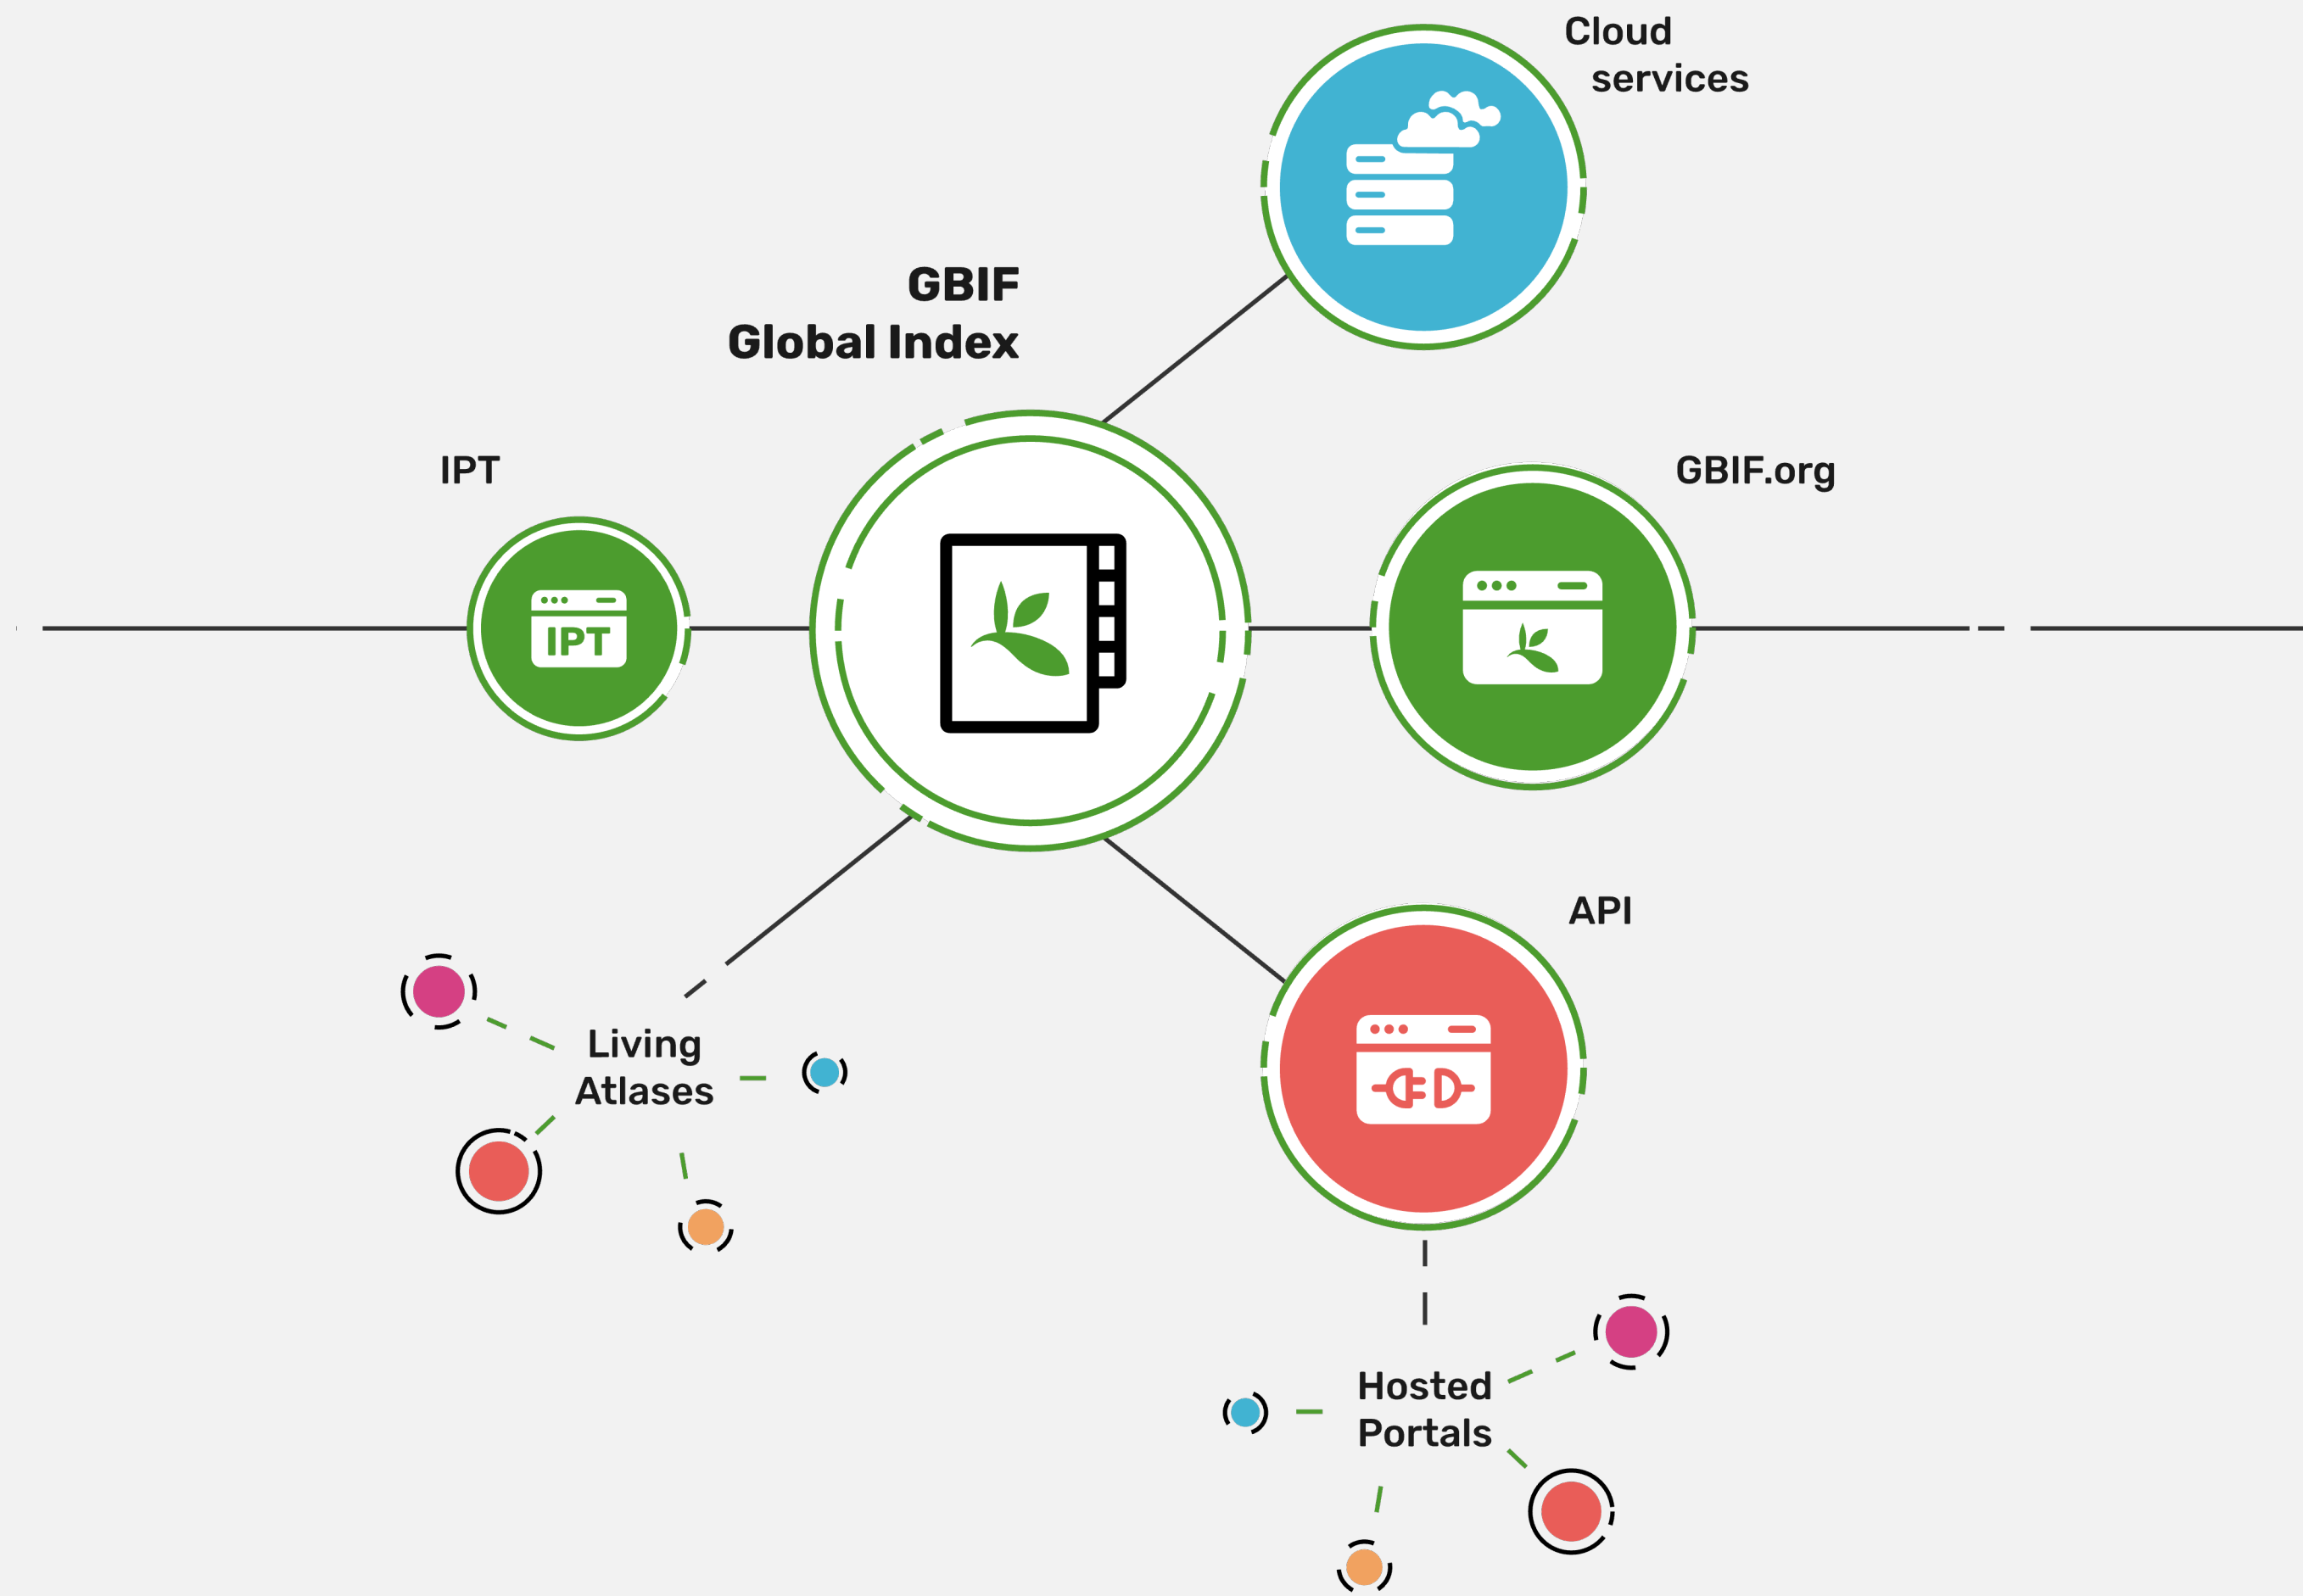 Cloud
services
GBIF
Global Index
IPT
GBIF.org
IPT
API
Living
Atlases
Hosted
Portals